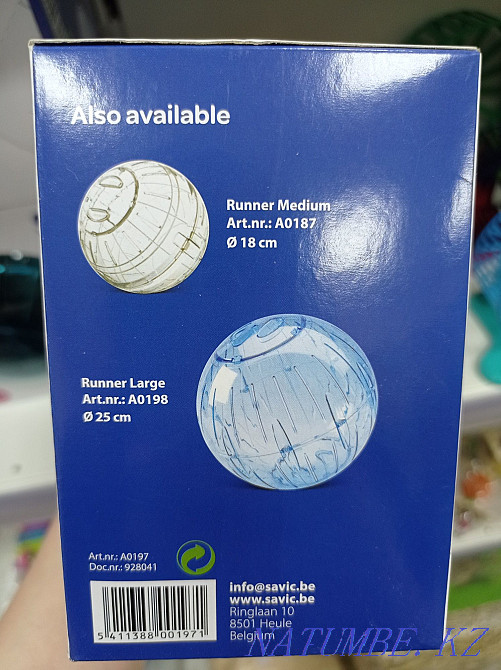 Also available
Runner Medium
Art.nr.: A0187
Ø 18 cm
Runner Large
Art.nr.: A0198
Ø 25 cm
Art.nr.: A0197
Doc.nr.: 928041
5 411388 001971
info@savic.be
www.savic.be
Ringlaan 10
8501 Heule
Belgium
NATUMBE.KZ